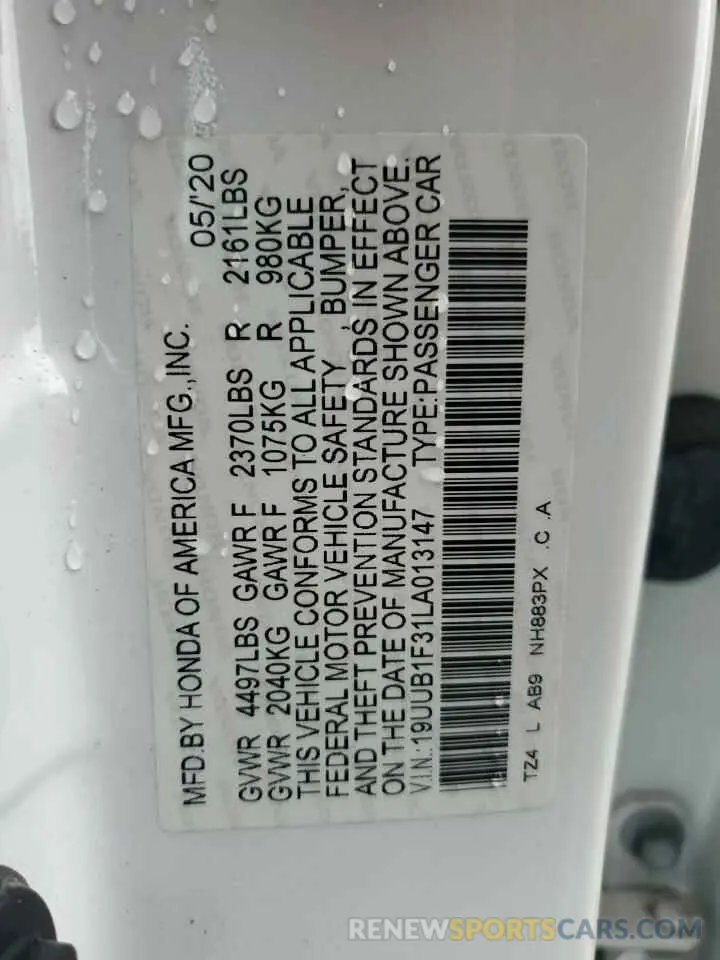 MFD.BY HONDA OF AMERICA MFG.,INC. 05/'20
GVWR 4497LBS GAWR F 2370LBS R 2161LBS
GVWR 2040KG GAWR F 1075KG R 980KG
THIS VEHICLE CONFORMS TO ALL APPLICABLE
FEDERAL MOTOR VEHICLE SAFETY , BUMPER,
AND THEFT PREVENTION STANDARDS IN EFFECT
ON THE DATE OF MANUFACTURE SHOWN ABOVE.
V.I.N.:19UUB1F31LA013147 TYPE:PASSENGER CAR
TZ4 L AB9 NH883PX .C .A
RENEWSPORTSCARS.COM